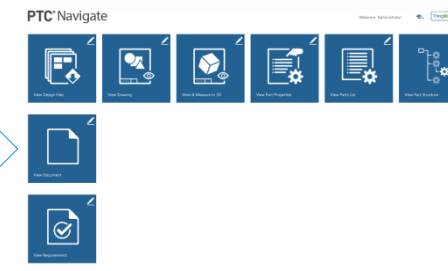 PTC® Navigate
Welcome Administrator
View Design Files
View Drawing
View & Measure in 3D
View Part Properties
View Parts List
View Part Structure
View Document
View Requirements